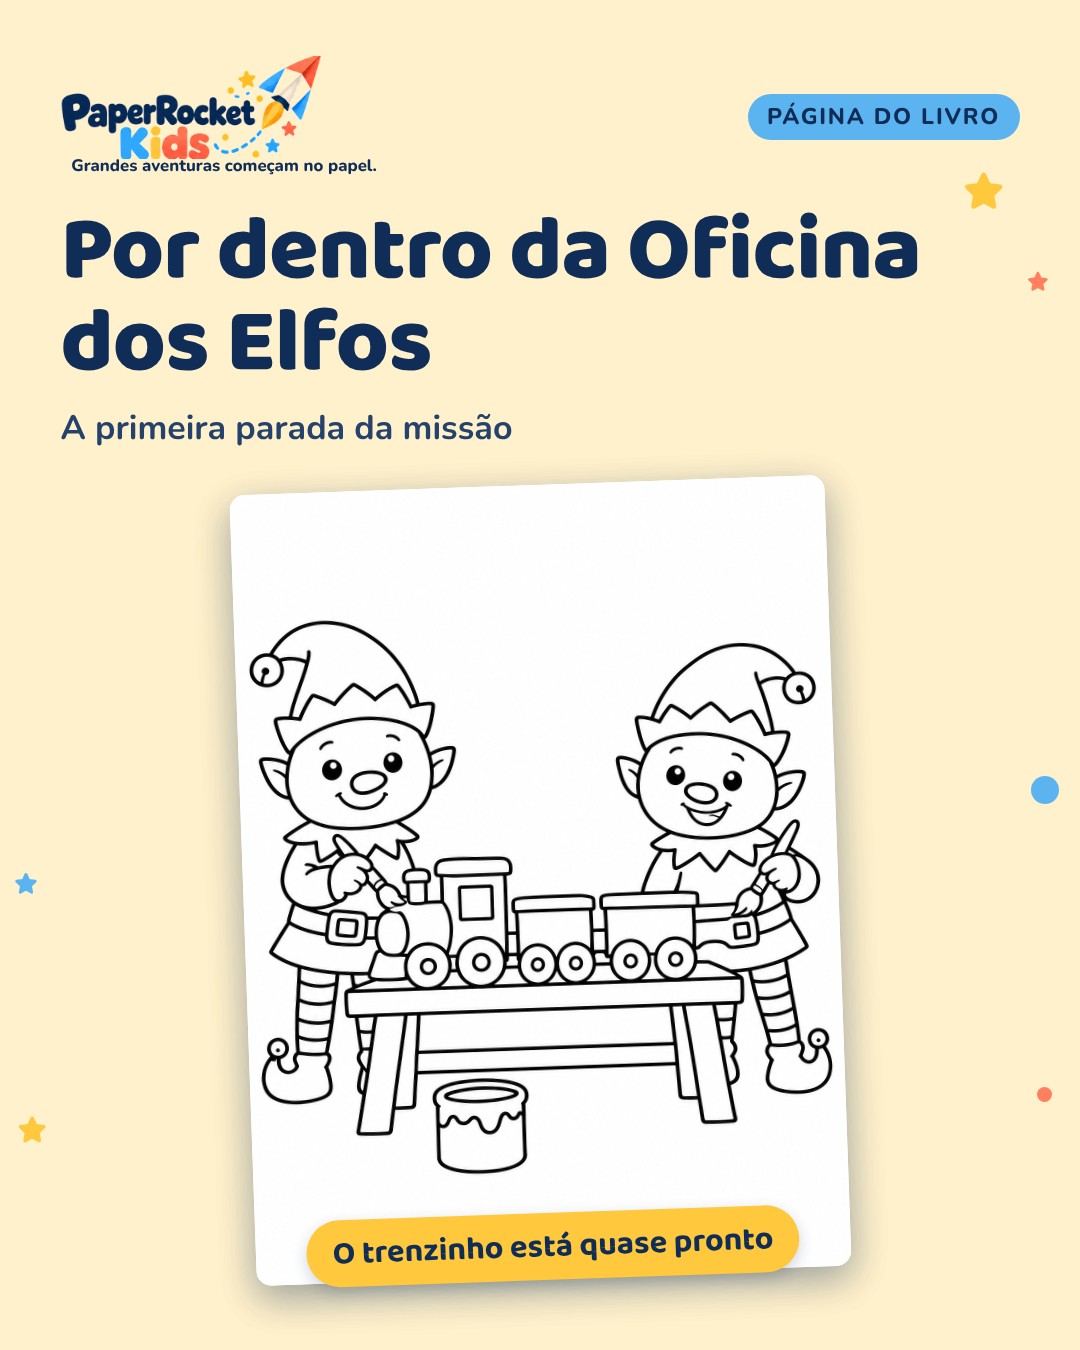 PaperRocket
Kids
Grandes aventuras começam no papel.
PÁGINA DO LIVRO
Por dentro da Oficina
dos Elfos
A primeira parada da missão
O trenzinho está quase pronto